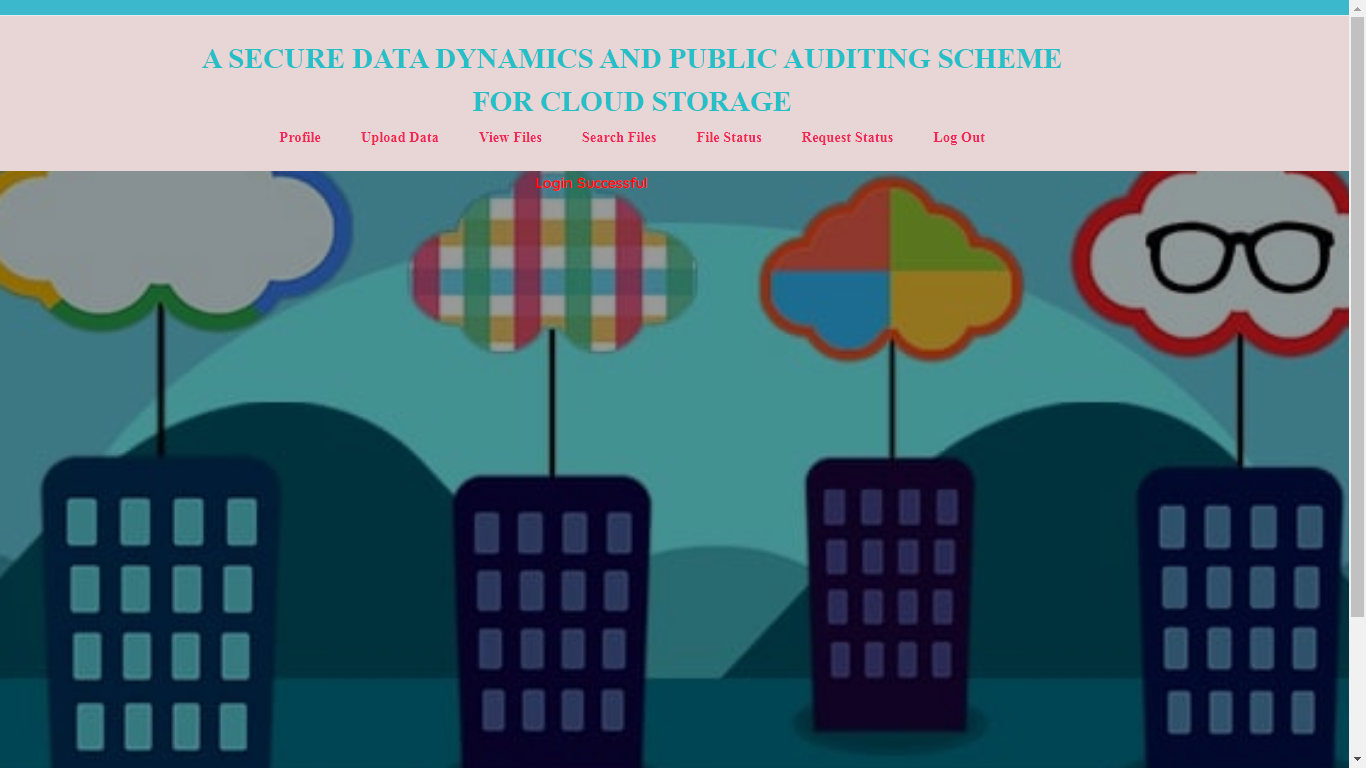 A SECURE DATA DYNAMICS AND PUBLIC AUDITING SCHEME
FOR CLOUD STORAGE
Profile Upload Data View Files Search Files File Status Request Status Log Out
Login Successful